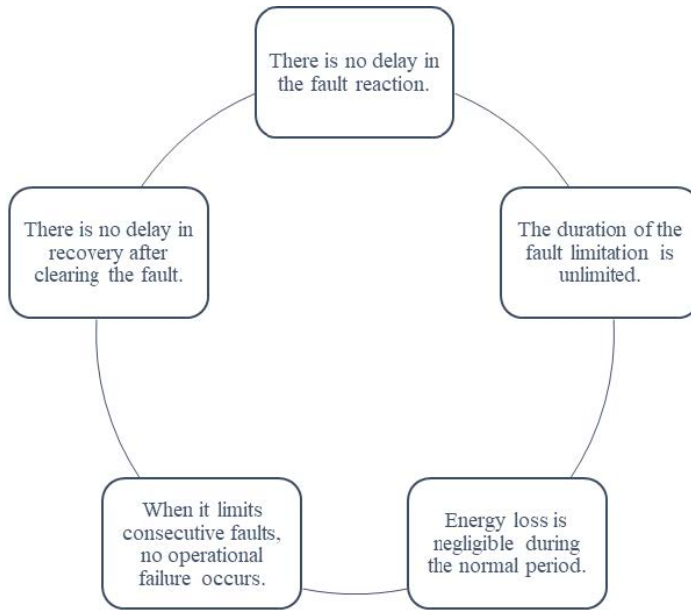 There is no delay in
the fault reaction.
The duration of the
fault limitation is
unlimited.
Energy loss is
negligible during
the normal period.
When it limits
consecutive faults,
no operational
failure occurs.
There is no delay in
recovery after
clearing the fault.